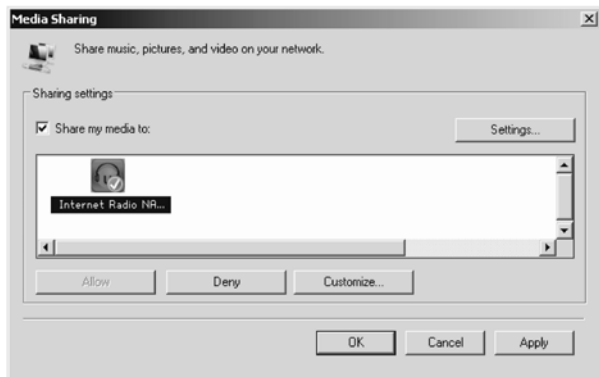 Media Sharing
Share music, pictures, and video on your network.
Sharing settings
Share my media to:
Settings...
Internet Radio NA...
Allow
Deny
Customize...
OK
Cancel
Apply